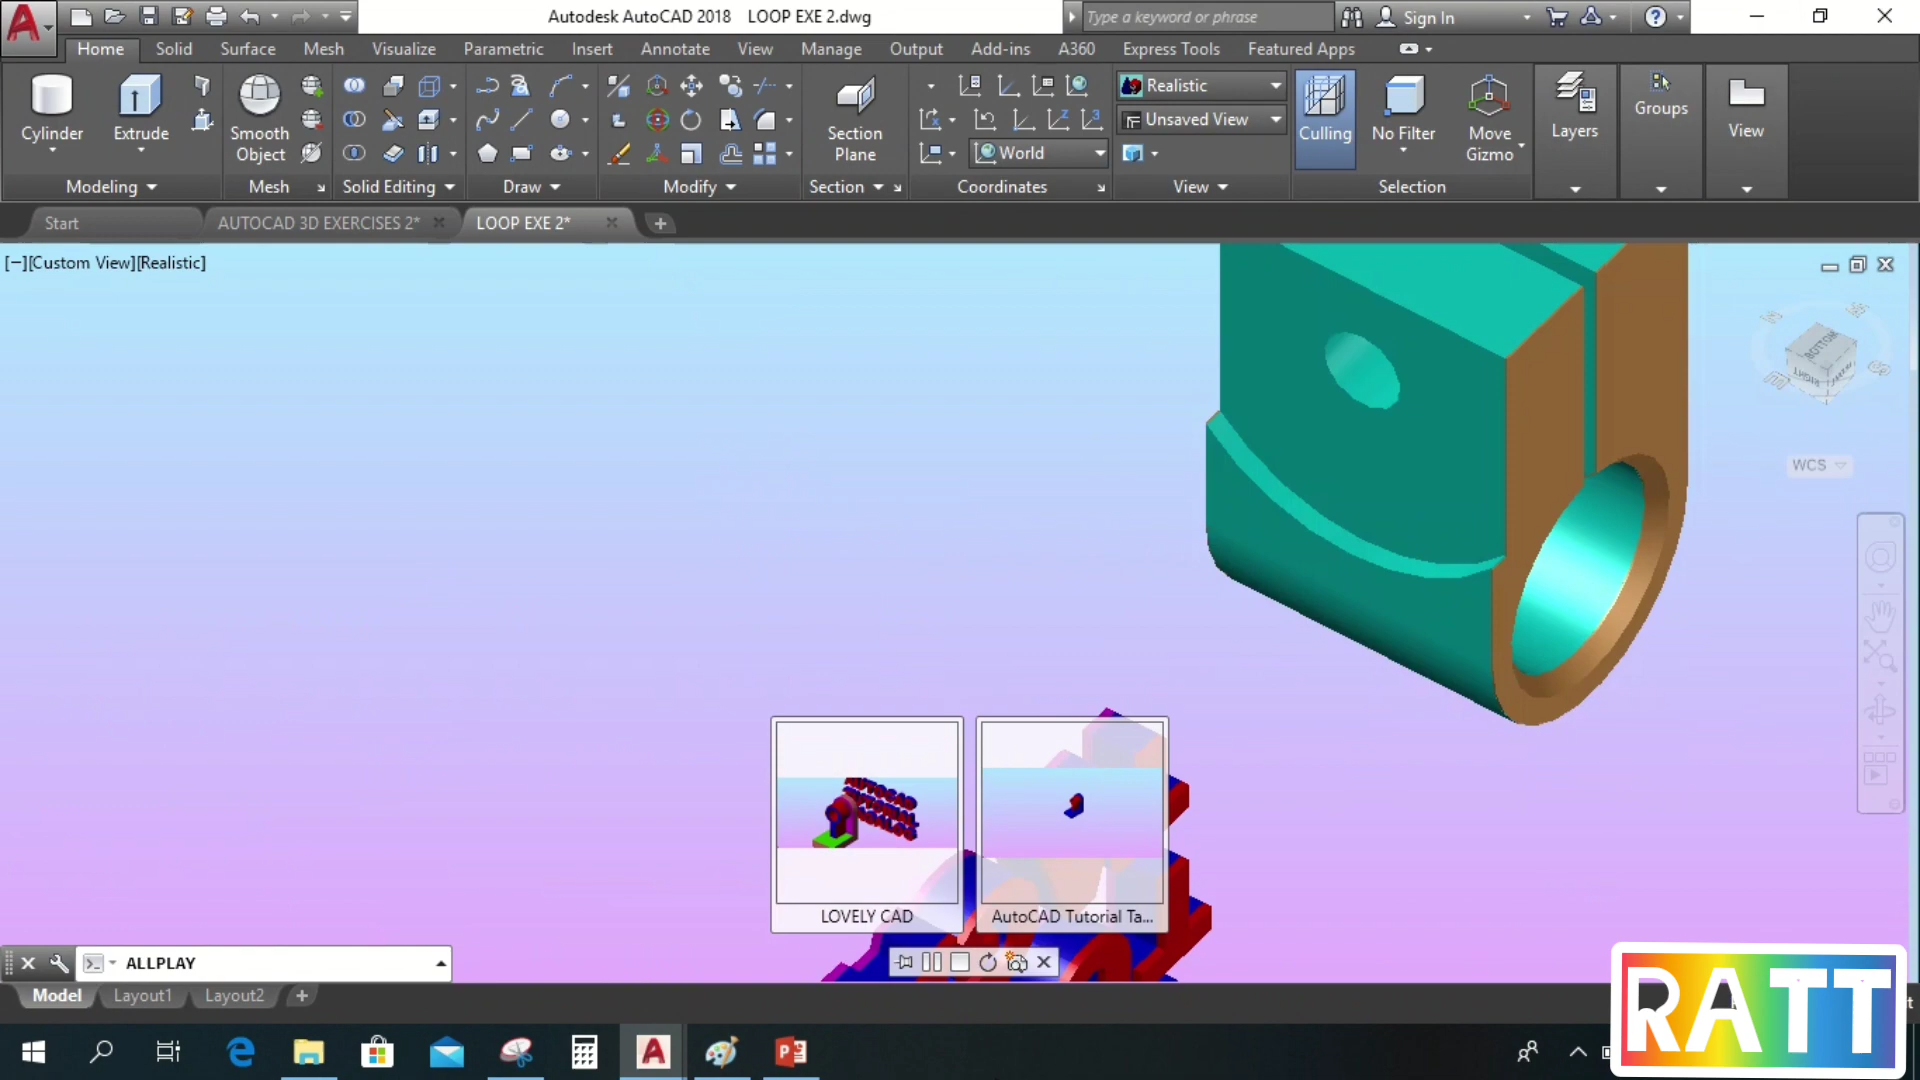 Autodesk AutoCAD 2018 LOOP EXE 2.dwg
Type a keyword or phrase
Sign In
Home Solid Surface Mesh Visualize Parametric Insert Annotate View Manage Output Add-ins A360 Express Tools Featured Apps
Cylinder
Extrude
Smooth Object
Section Plane
World
Realistic
Unsaved View
Culling
No Filter
Move Gizmo
Layers
Groups
View
Modeling
Mesh
Solid Editing
Draw
Modify
Section
Coordinates
View
Selection
Start
AUTOCAD 3D EXERCISES 2*
LOOP EXE 2*
[−][Custom View][Realistic]
BOTTOM
RIGHT
WCS
AUTOCAD
TUTORIAL
LOVELY CAD
AutoCAD Tutorial Ta...
ALLPLAY
Model
Layout1
Layout2
RATT